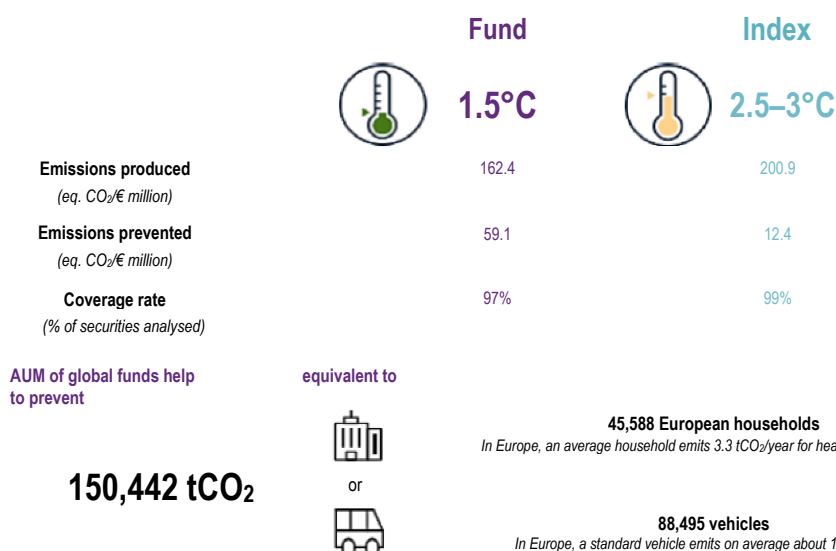 Fund Index
1.5°C 2.5–3°C
Emissions produced 162.4 200.9
(eq. CO₂/€ million)
Emissions prevented 59.1 12.4
(eq. CO₂/€ million)
Coverage rate 97% 99%
(% of securities analysed)
AUM of global funds help equivalent to
to prevent
45,588 European households
In Europe, an average household emits 3.3 tCO₂/year for
150,442 tCO₂ or
88,495 vehicles
In Europe, a standard vehicle emits on average about